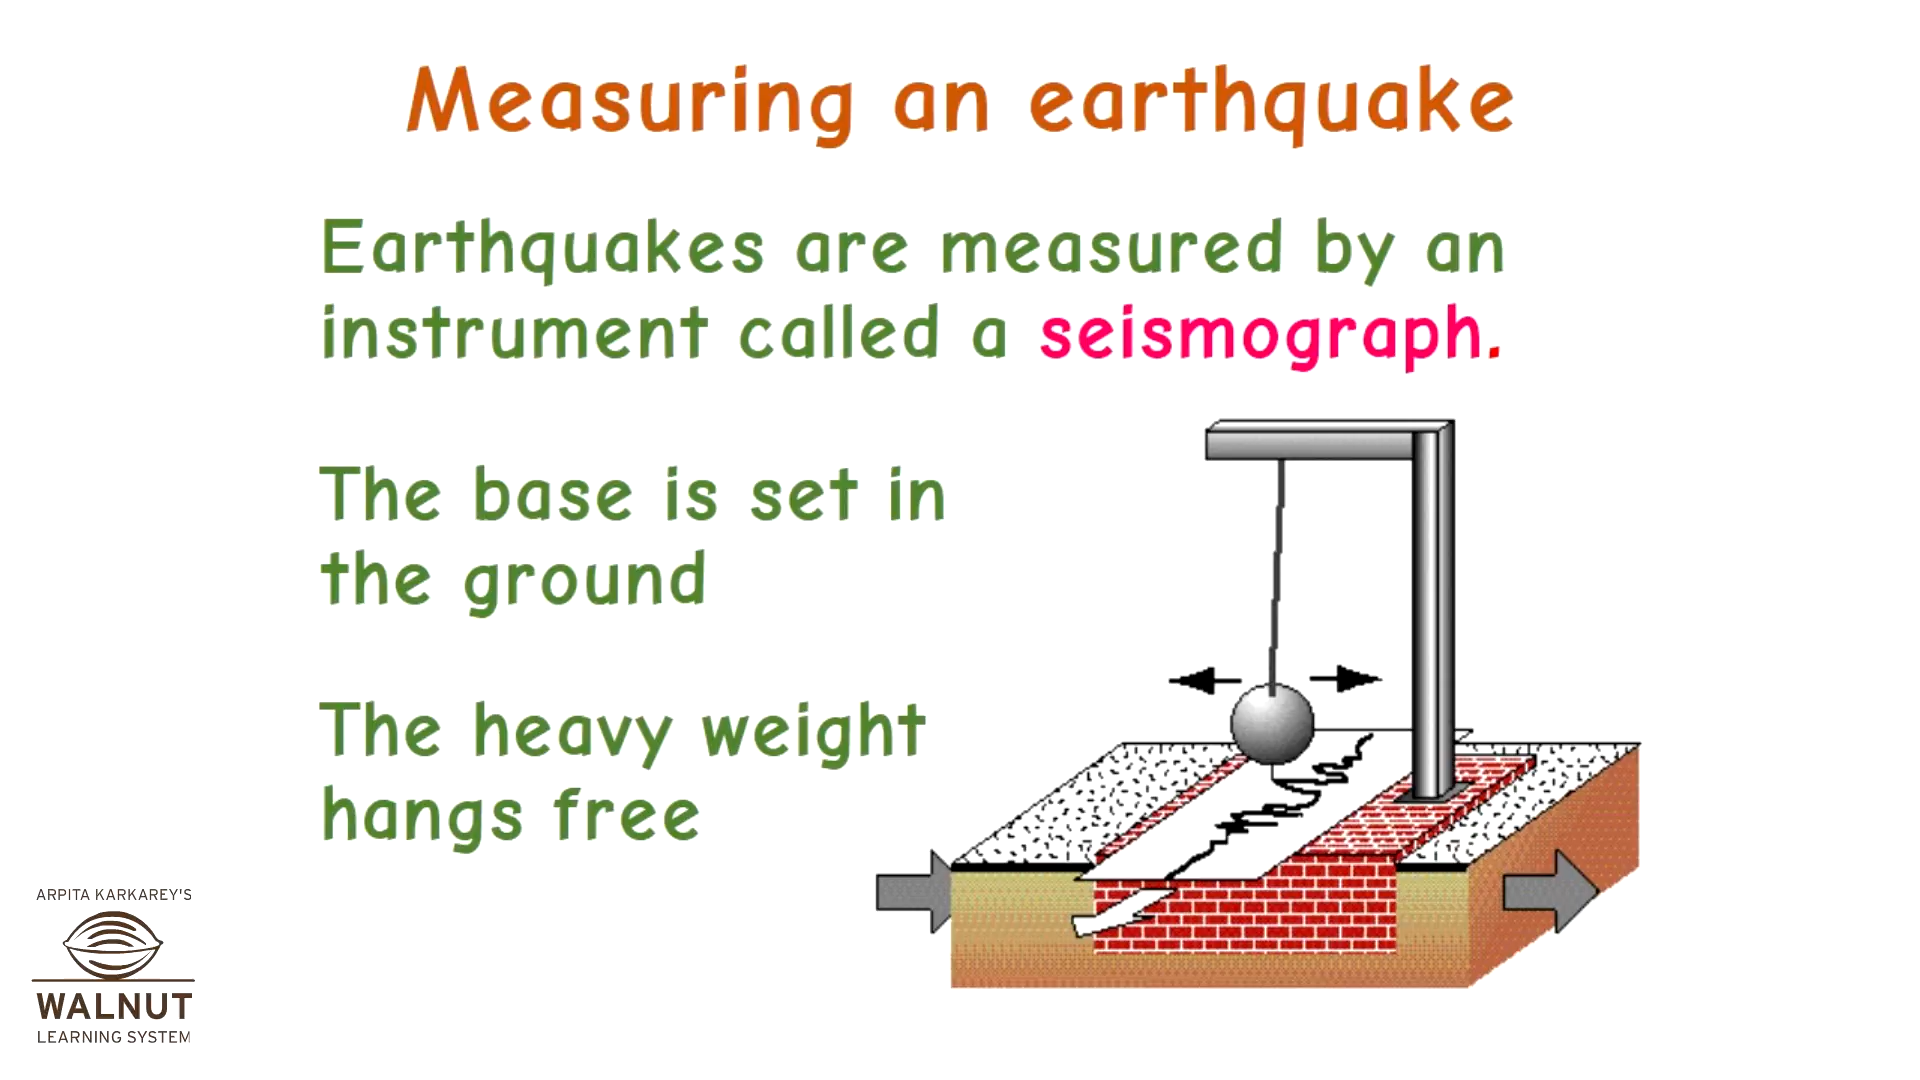 Measuring an earthquake
Earthquakes are measured by an
instrument called a seismograph.
The base is set in
the ground
The heavy weight
hangs free
ARPITA KARKAREY'S
WALNUT
LEARNING SYSTEM